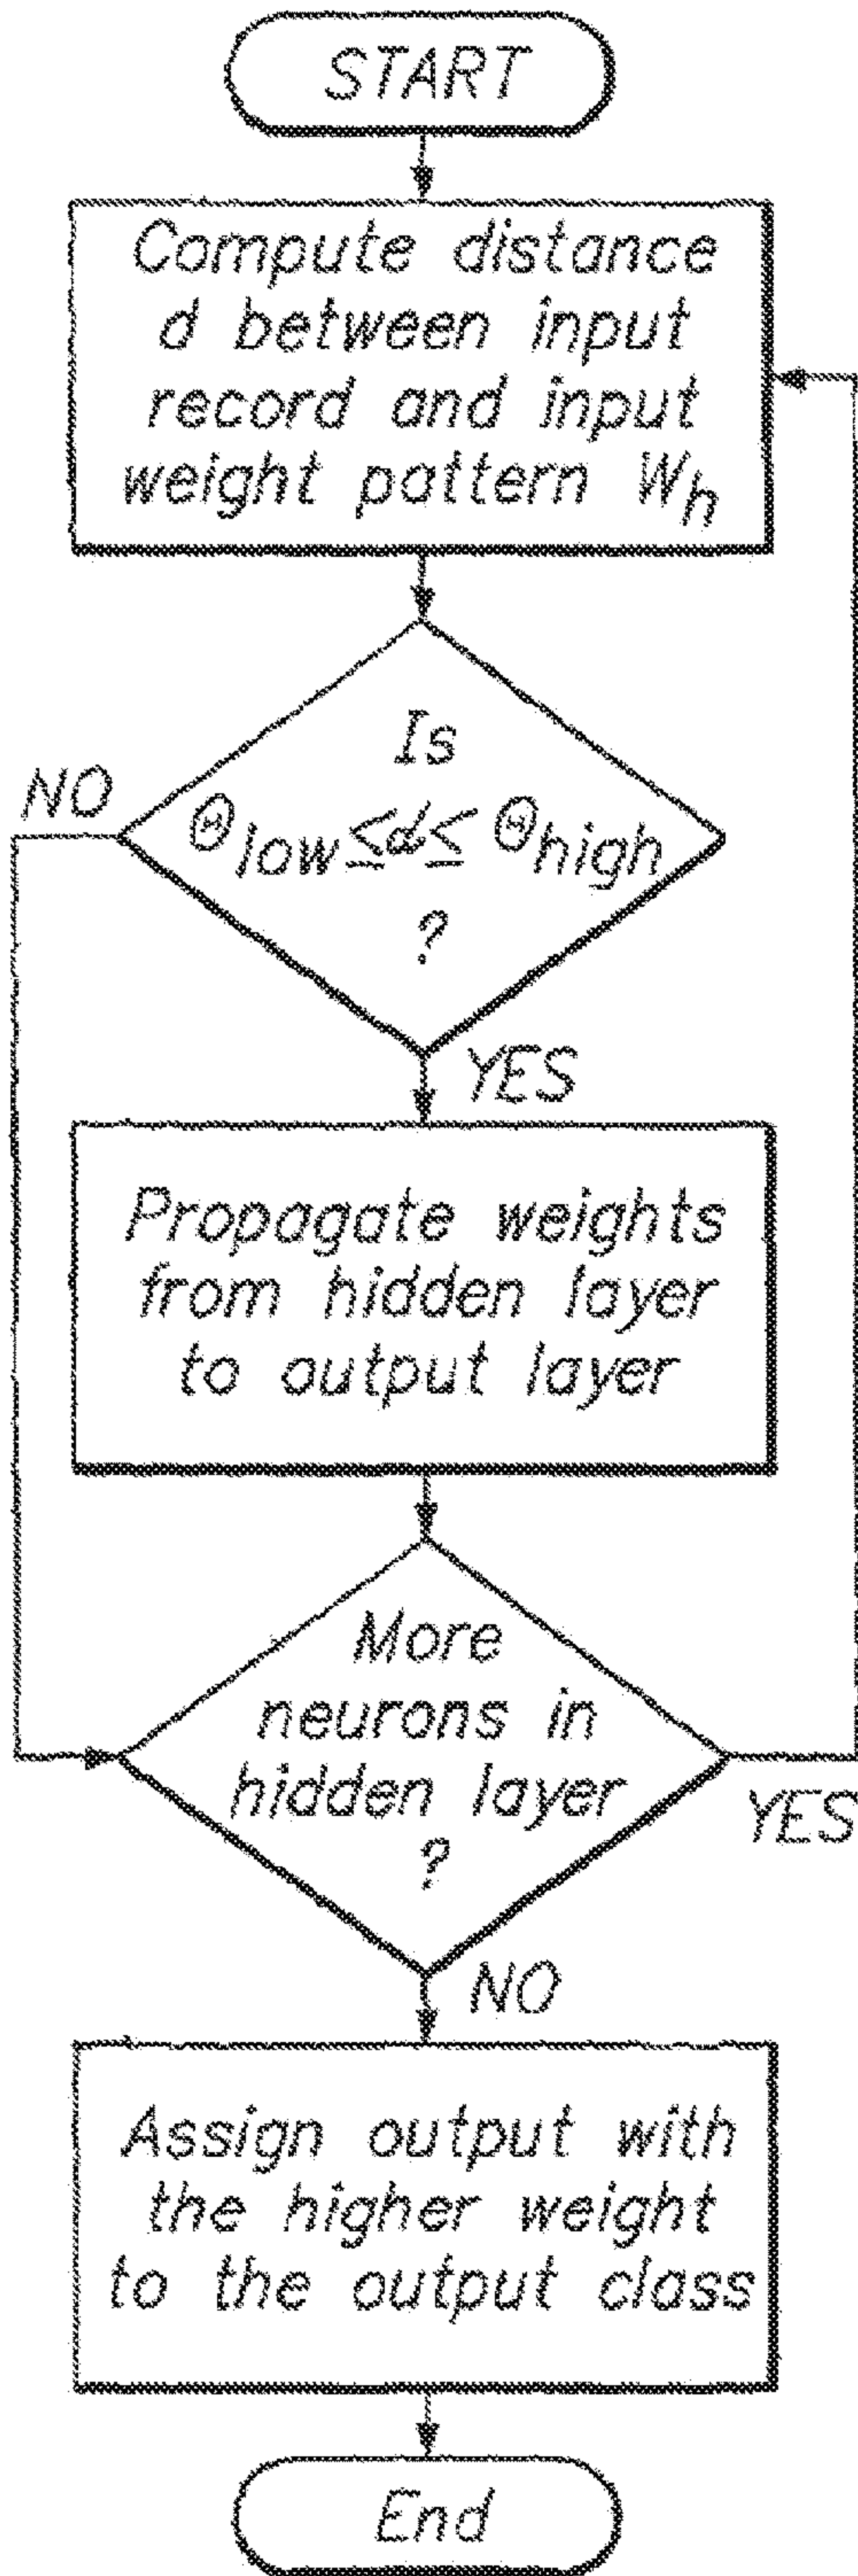 START
Compute distance
d between input
record and input
weight pattern Wh
Is
NO
Θlow ≤d≤ Θhigh
?
YES
Propagate weights
from hidden layer
to output layer
More
neurons in
hidden layer
?
YES
NO
Assign output with
the higher weight
to the output class
End